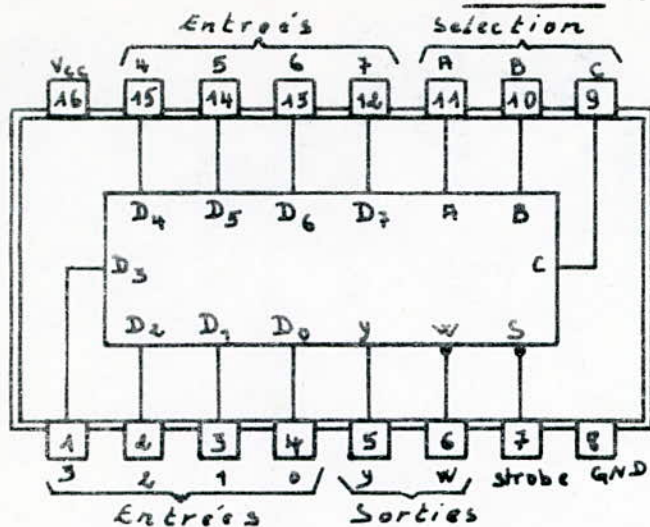 Entrées Selection
Vcc 4 5 6 7 A B C
16 15 14 13 12 11 10 9
D4 D5 D6 D7 A B
D3 C
D2 D1 D0 y W S
1 2 3 4 5 6 7 8
3 2 1 0 y W strobe GND
Entrées Sorties